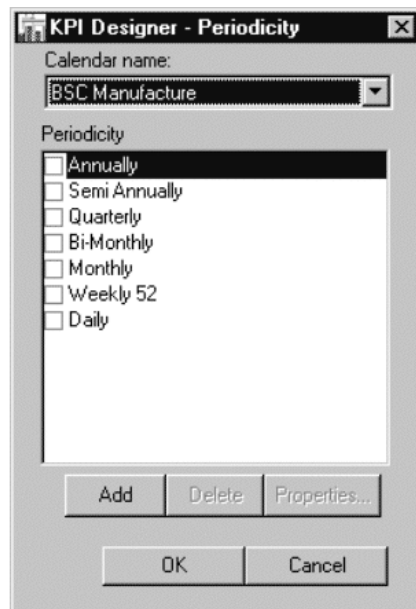 KPI Designer - Periodicity
Calendar name:
BSC Manufacture
Periodicity
Annually
Semi Annually
Quarterly
Bi-Monthly
Monthly
Weekly 52
Daily
Add Delete Properties...
OK Cancel